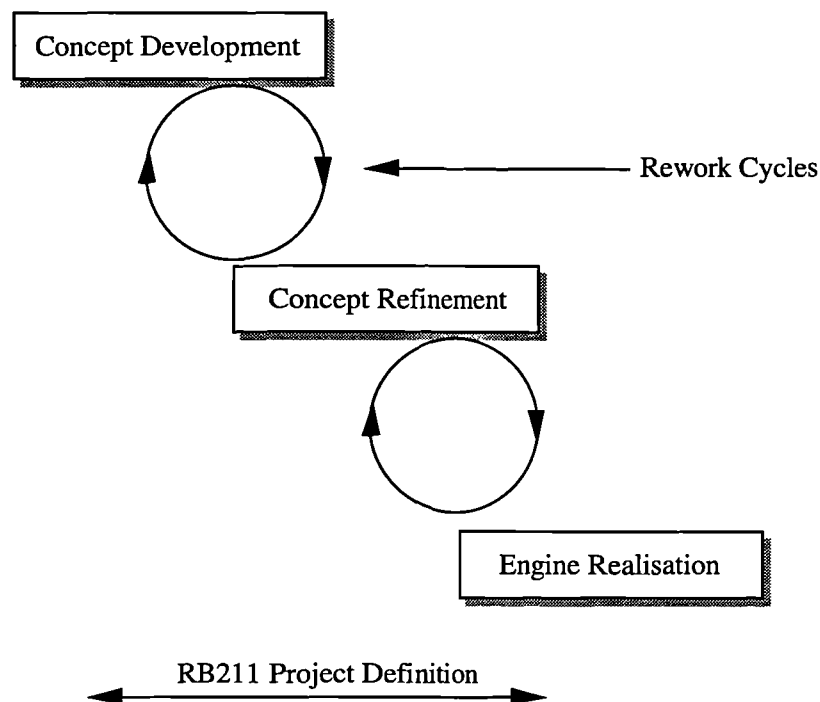 Concept Development
Rework Cycles
Concept Refinement
Engine Realisation
RB211 Project Definition